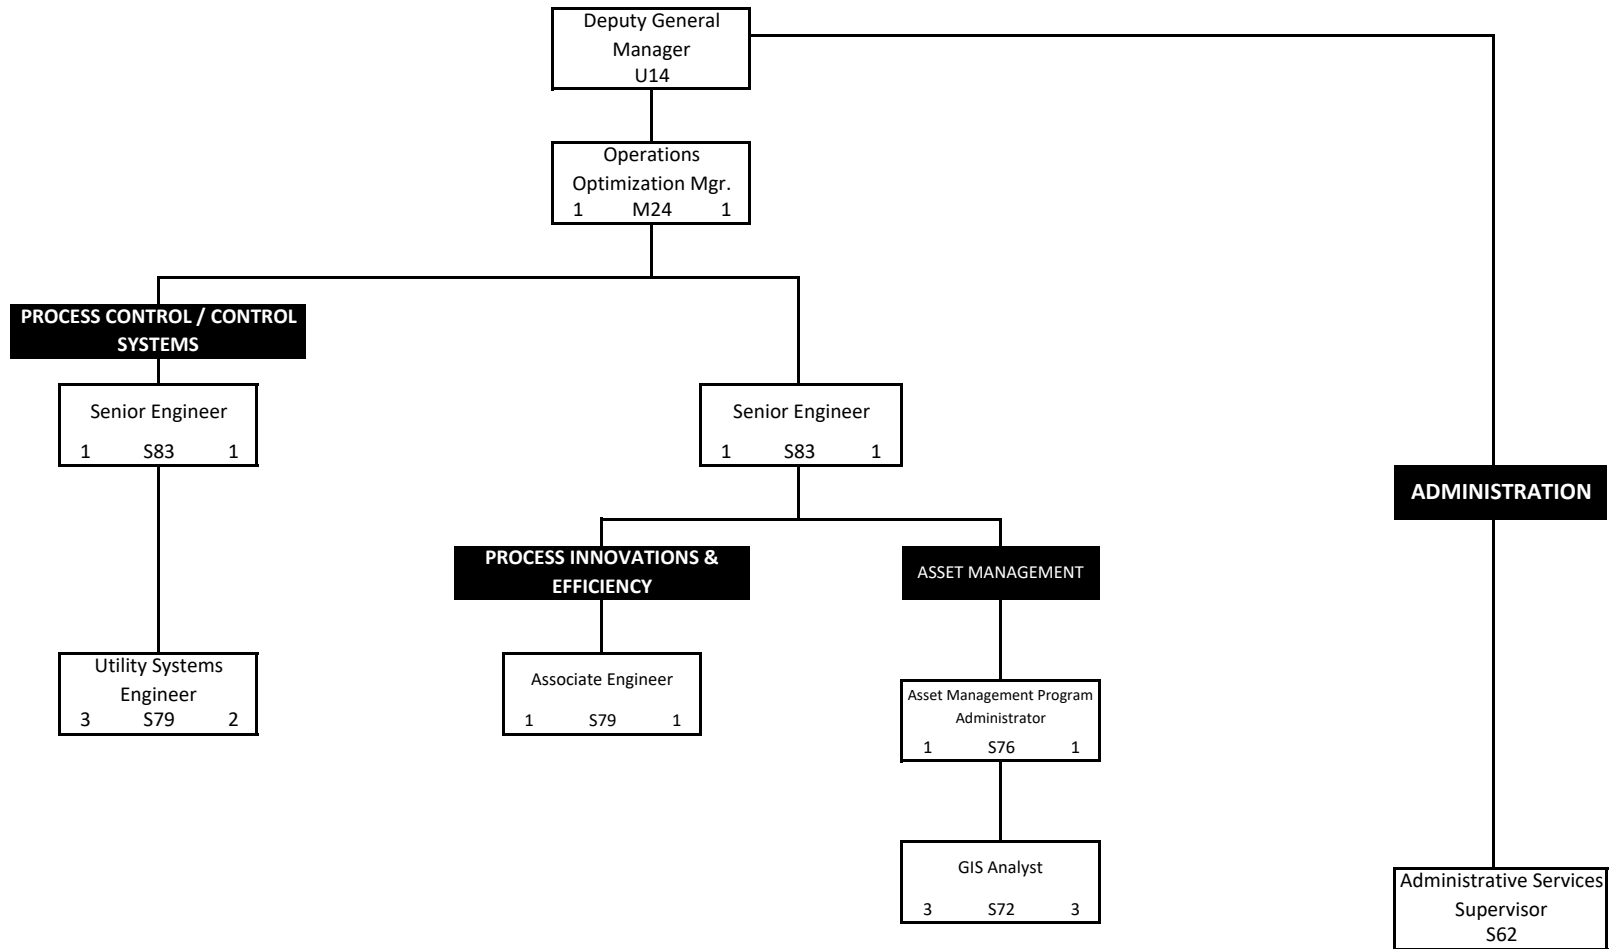 Deputy General
Manager
U14
Operations
Optimization Mgr.
1 M24 1
PROCESS CONTROL / CONTROL
SYSTEMS
Senior Engineer
1 S83 1
Senior Engineer
1 S83 1
ADMINISTRATION
PROCESS INNOVATIONS &
EFFICIENCY
ASSET MANAGEMENT
Utility Systems
Engineer
3 S79 2
Associate Engineer
1 S79 1
Asset Management Program
Administrator
1 S76 1
GIS Analyst
3 S72 3
Administrative Services
Supervisor
S62